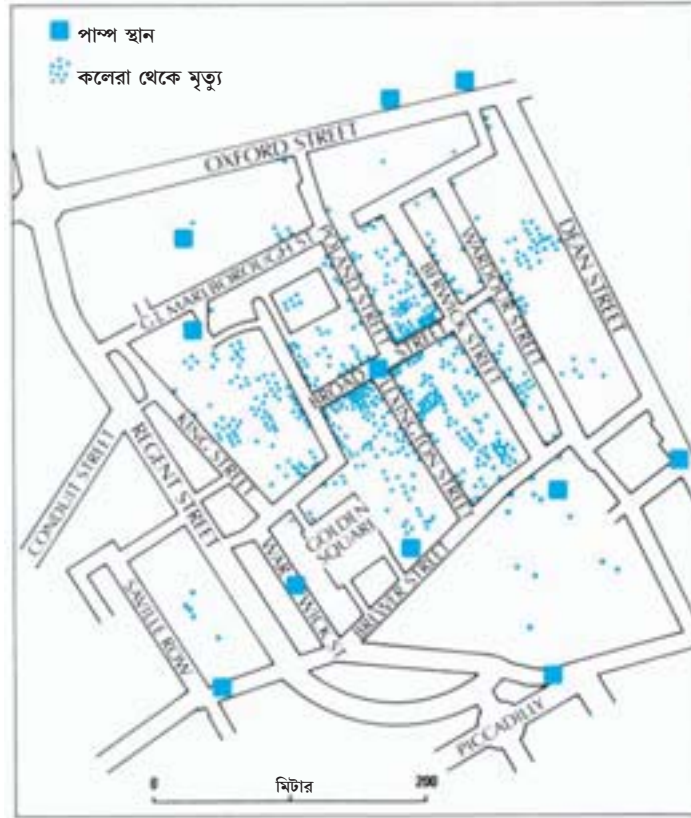 পাম্প স্থান
কলেরা থেকে মৃত্যু
OXFORD STREET
GT. MARLBOROUGH ST.
POLAND STREET
BERWICK STREET
WARDOUR STREET
DEAN STREET
BROAD STREET
KING STREET
REGENT STREET
CONDUIT STREET
LEXINGTON STREET
GOLDEN
SQUARE
WARWICK ST.
BREWER STREET
SAVILLE ROW
PICCADILLY
0 মিটার 200